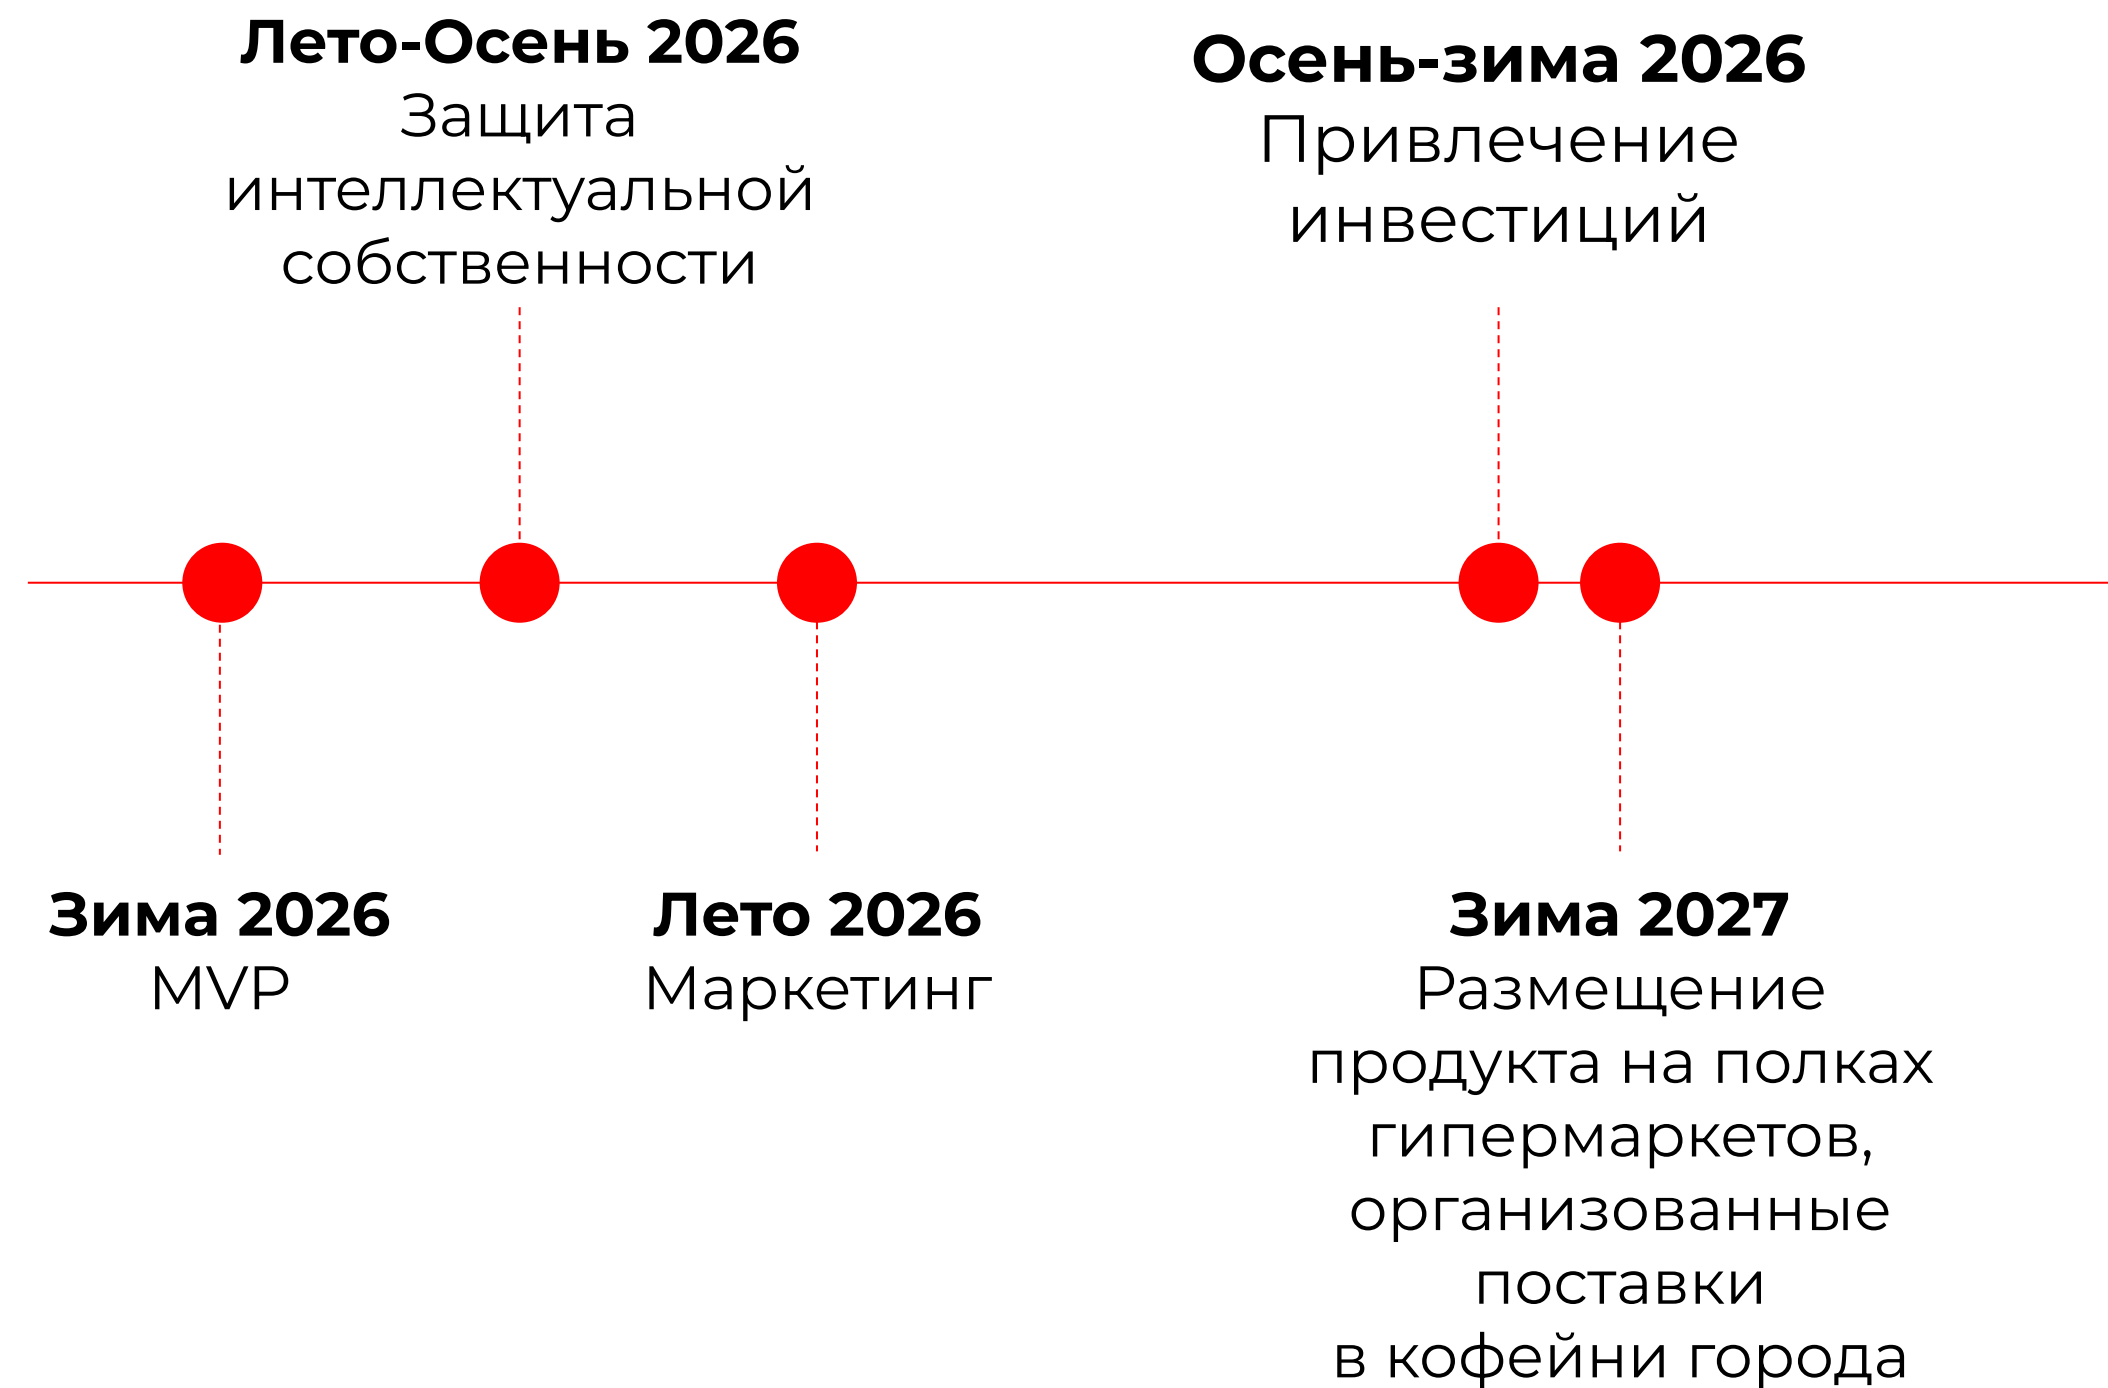 Лето-Осень 2026
Защита
интеллектуальной
собственности
Осень-зима 2026
Привлечение
инвестиций
Зима 2026
MVP
Лето 2026
Маркетинг
Зима 2027
Размещение
продукта на полках
гипермаркетов,
организованные
поставки
в кофейни города